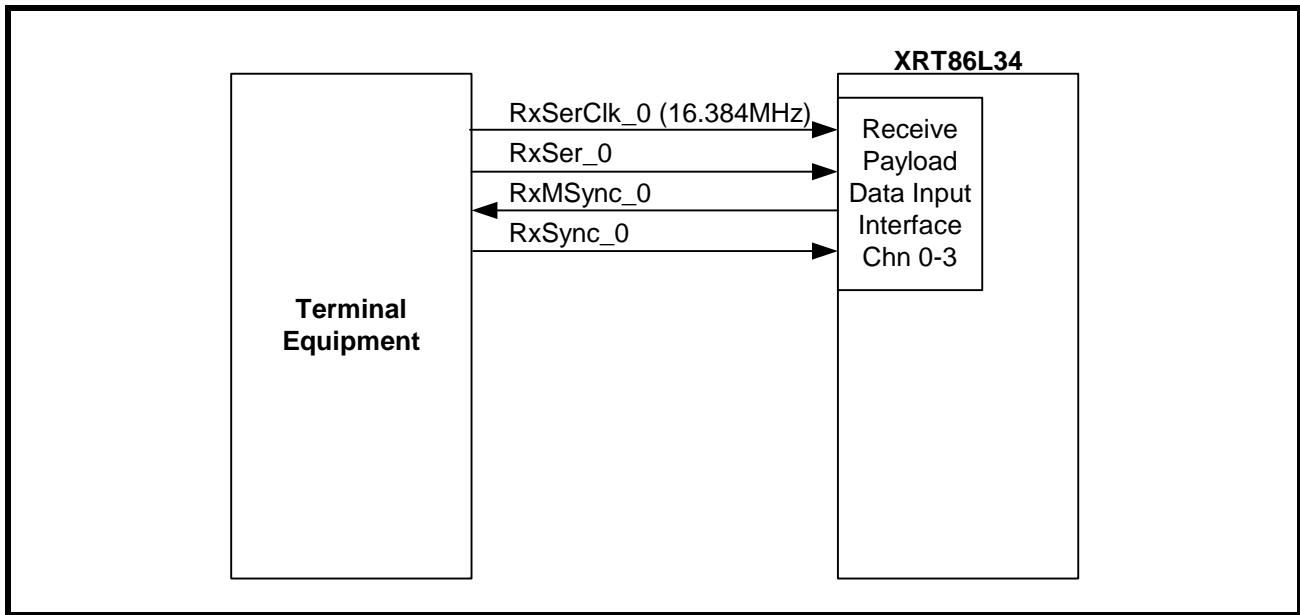 XRT86L34
RxSerClk_0 (16.384MHz)
RxSer_0
RxMSync_0
RxSync_0
Receive
Payload
Data Input
Interface
Chn 0-3
Terminal
Equipment